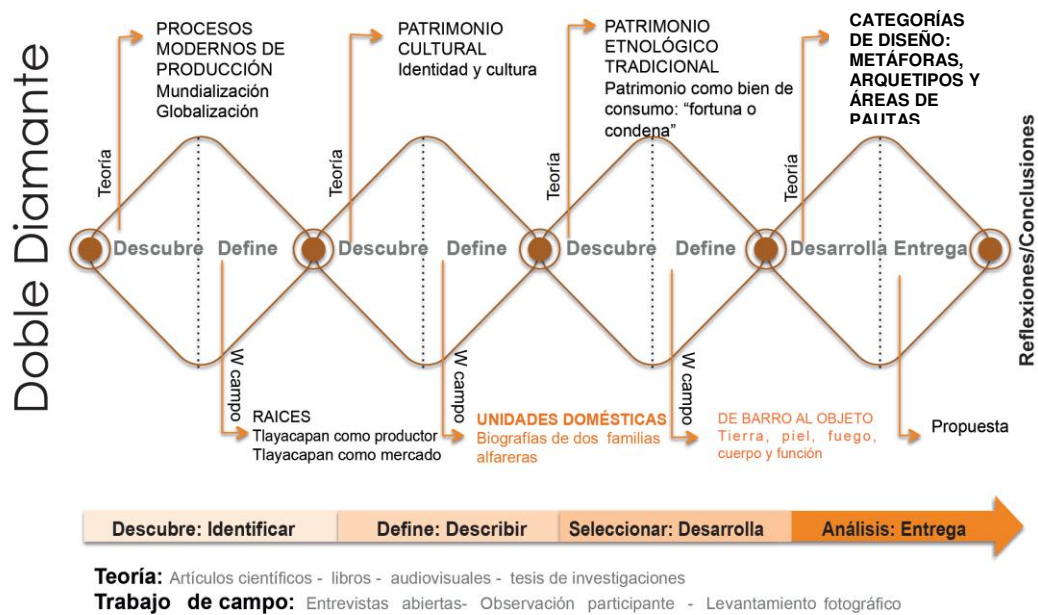 Doble Diamante
PROCESOS
MODERNOS DE
PRODUCCIÓN
Mundialización
Globalización
PATRIMONIO
CULTURAL
Identidad y cultura
PATRIMONIO
ETNOLÓGICO
TRADICIONAL
Patrimonio como bien de
consumo: “fortuna o
condena”
CATEGORÍAS
DE DISEÑO:
METÁFORAS,
ARQUETIPOS Y
ÁREAS DE
PAUTAS
Teoría
Teoría
Teoría
Teoría
Descubre Define Descubre Define Descubre Define Desarrolla Entrega
Reflexiones/Conclusiones
W campo
W campo
W campo
RAICES
Tlayacapan como productor
Tlayacapan como mercado
UNIDADES DOMÉSTICAS
Biografías de dos familias
alfareras
DE BARRO AL OBJETO
Tierra, piel, fuego,
cuerpo y función
Propuesta
Descubre: Identificar Define: Describir Seleccionar: Desarrolla Análisis: Entrega
Teoría: Artículos científicos - libros - audiovisuales - tesis de investigaciones
Trabajo de campo: Entrevistas abiertas- Observación participante - Levantamiento fotográfico